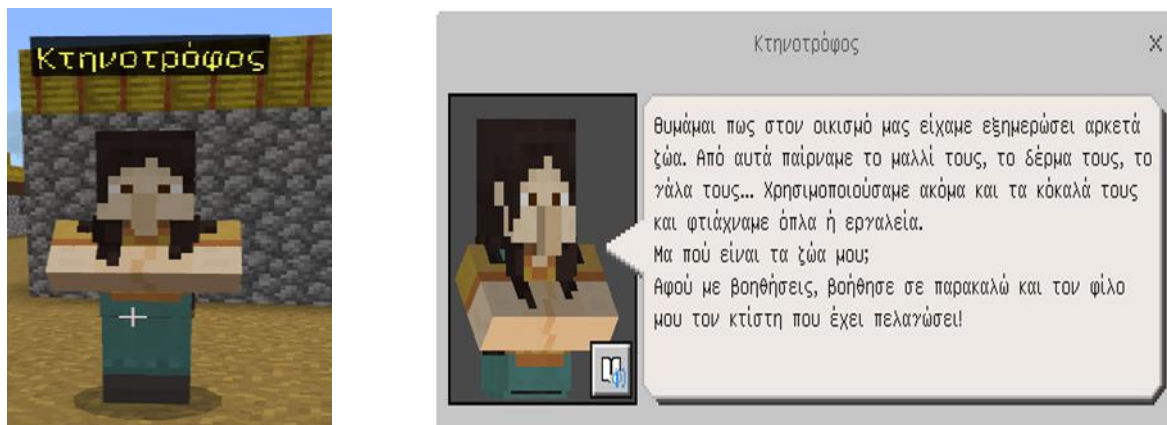 Κτηνοτρόφος
Κτηνοτρόφος
θυμάμαι πως στον οικισμό μας είχαμε εξημερώσει αρκετά
ζώα. Από αυτά παίρναμε το μαλλί τους, το δέρμα τους, το
γάλα τους... Χρησιμοποιούσαμε ακόμα και τα κόκαλά τους
και φτιάχναμε όπλα ή εργαλεία.
Μα πού είναι τα ζώα μου;
Αφού με βοηθήσεις, βοήθησε σε παρακαλώ και τον φίλο
μου τον κτίστη που έχει πελαγώσει!